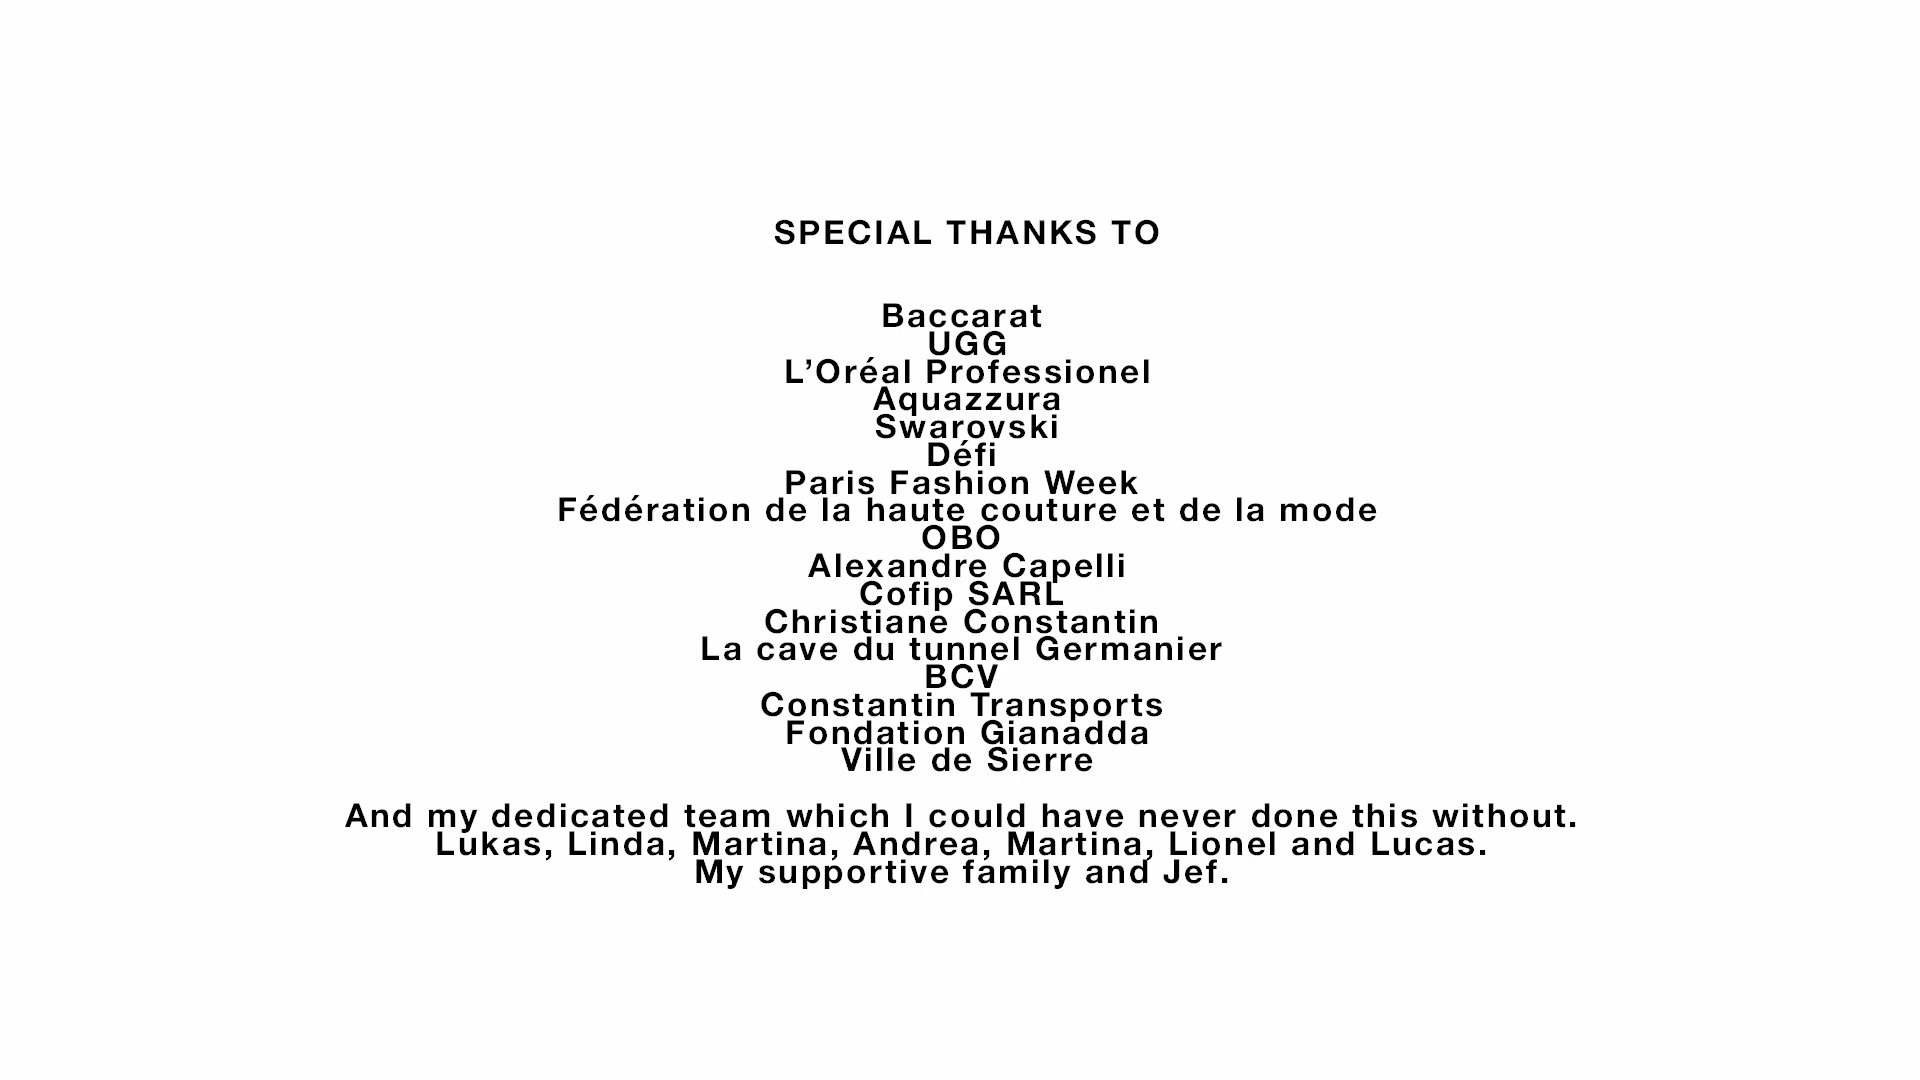 SPECIAL THANKS TO
Baccarat
UGG
L’Oréal Professionel
Aquazzura
Swarovski
Défi
Paris Fashion Week
Fédération de la haute couture et de la mode
OBO
Alexandre Capelli
Cofip SARL
Christiane Constantin
La cave du tunnel Germanier
BCV
Constantin Transports
Fondation Gianadda
Ville de Sierre
And my dedicated team which I could have never done this without.
Lukas, Linda, Martina, Andrea, Martina, Lionel and Lucas.
My supportive family and Jef.